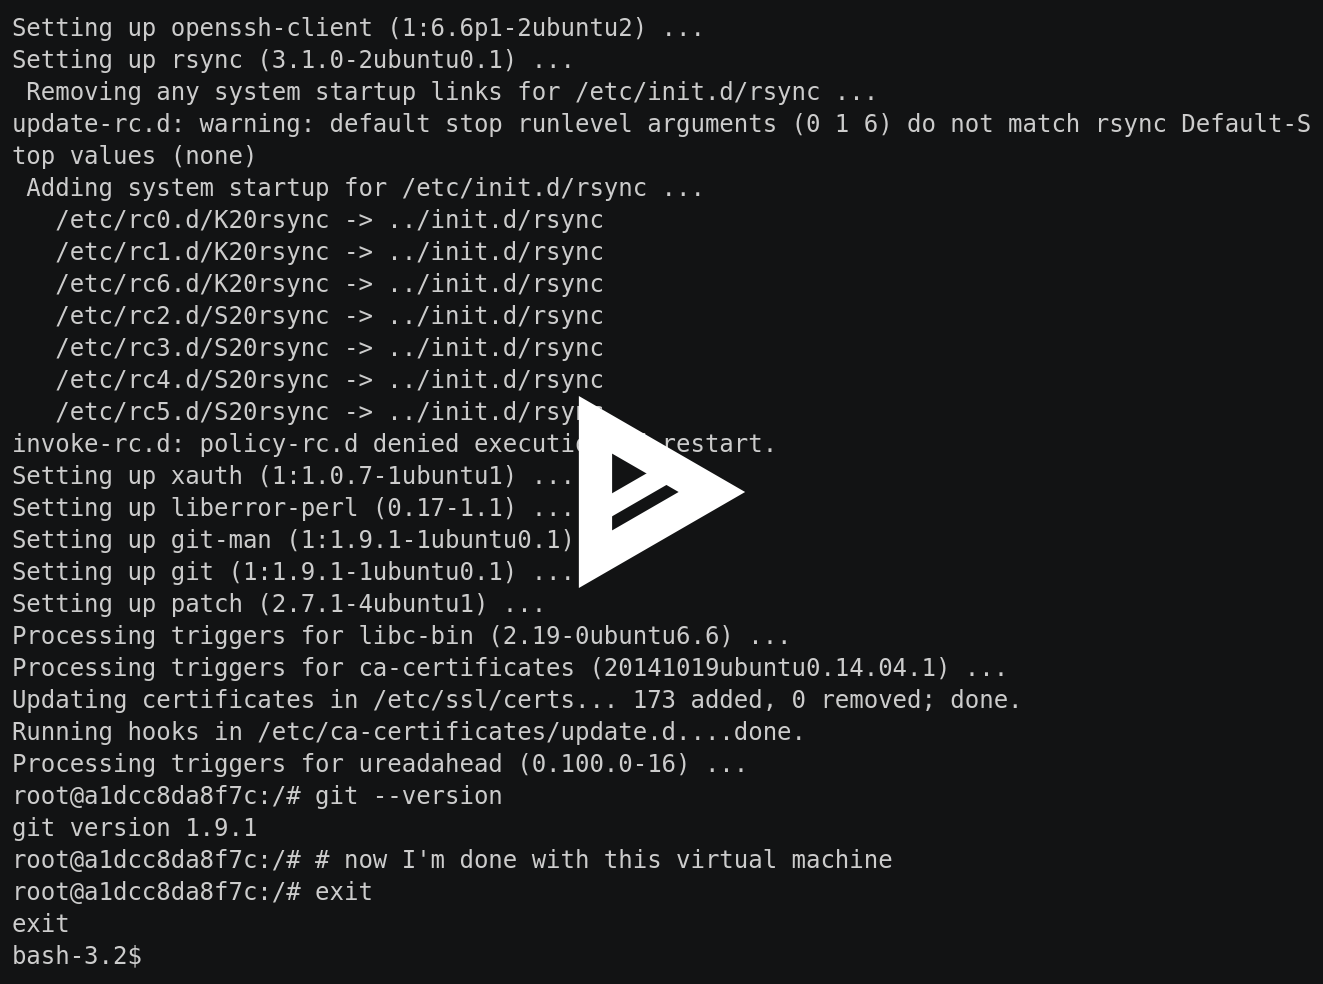 Setting up openssh-client (1:6.6p1-2ubuntu2) ...
Setting up rsync (3.1.0-2ubuntu0.1) ...
 Removing any system startup links for /etc/init.d/rsync ...
update-rc.d: warning: default stop runlevel arguments (0 1 6) do not match rsync Default-S
top values (none)
 Adding system startup for /etc/init.d/rsync ...
   /etc/rc0.d/K20rsync -> ../init.d/rsync
   /etc/rc1.d/K20rsync -> ../init.d/rsync
   /etc/rc6.d/K20rsync -> ../init.d/rsync
   /etc/rc2.d/S20rsync -> ../init.d/rsync
   /etc/rc3.d/S20rsync -> ../init.d/rsync
   /etc/rc4.d/S20rsync -> ../init.d/rsync
   /etc/rc5.d/S20rsync -> ../init.d/rsync
invoke-rc.d: policy-rc.d denied restart.
Setting up xauth (1:1.0.7-1ubuntu1) ...
Setting up liberror-perl (0.17-1.1) ...
Setting up git-man (1:1.9.1-1ubuntu0.1)
Setting up git (1:1.9.1-1ubuntu0.1) ...
Setting up patch (2.7.1-4ubuntu1) ...
Processing triggers for libc-bin (2.19-0ubuntu6.6) ...
Processing triggers for ca-certificates (20141019ubuntu0.14.04.1) ...
Updating certificates in /etc/ssl/certs... 173 added, 0 removed; done.
Running hooks in /etc/ca-certificates/update.d....done.
Processing triggers for ureadahead (0.100.0-16) ...
root@a1dcc8da8f7c:/# git --version
git version 1.9.1
root@a1dcc8da8f7c:/# # now I'm done with this virtual machine
root@a1dcc8da8f7c:/# exit
exit
bash-3.2$